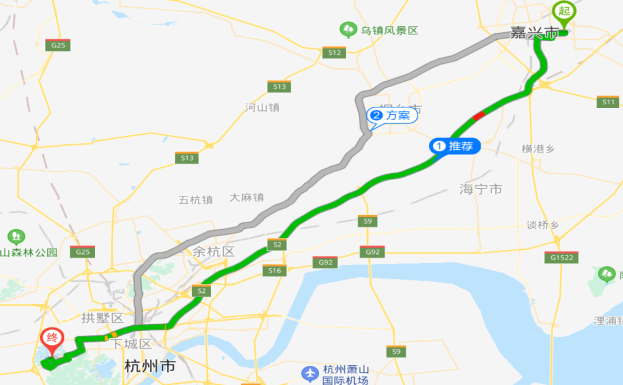 起
乌镇风景区
嘉兴市
G25
S12
S13
河山镇
S11
2 方案
1 推荐
S13
横港乡
五杭镇
大麻镇
海宁市
S9
谈桥乡
山森林公园
G25
余杭区
S2
G92
G92
G1522
S16
S2
拱墅区
澉浦镇
终
下城区
S9
杭州市
杭州萧山
国际机场